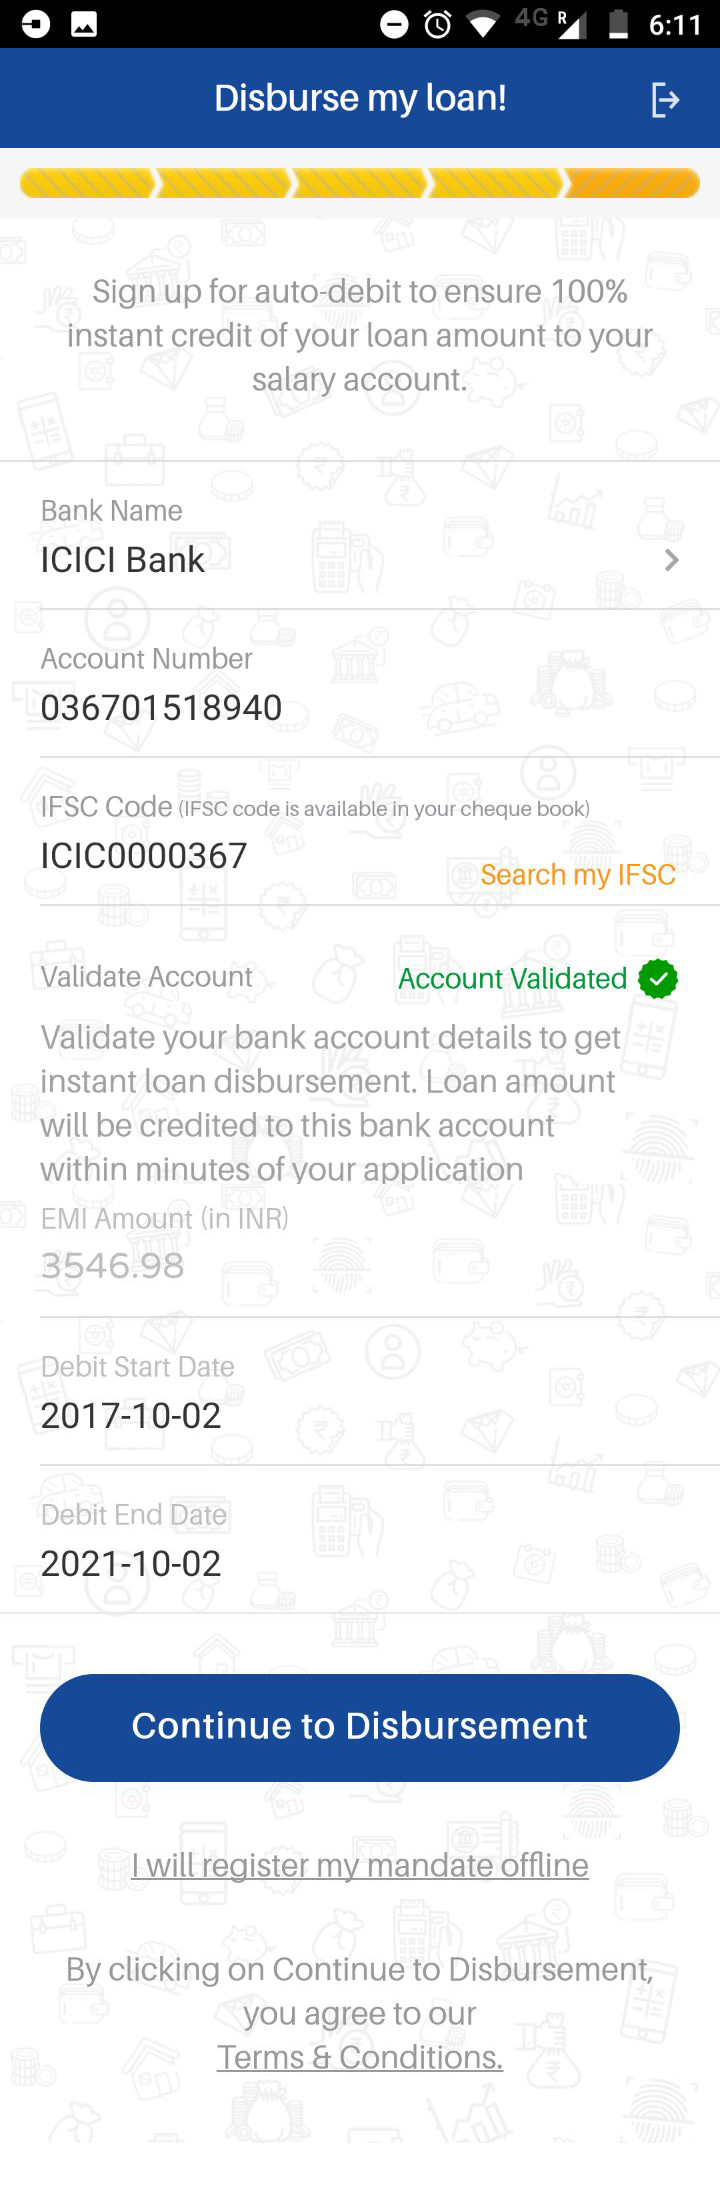 4G R 6:11
Disburse my loan!
Sign up for auto-debit to ensure 100%
instant credit of your loan amount to your
salary account.
Bank Name
ICICI Bank
Account Number
036701518940
IFSC Code (IFSC code is available in your cheque book)
ICIC0000367
Search my IFSC
Validate Account Account Validated
Validate your bank account details to get
instant loan disbursement. Loan amount
will be credited to this bank account
within minutes of your application
EMI Amount (in INR)
3546.98
Debit Start Date
2017-10-02
Debit End Date
2021-10-02
Continue to Disbursement
I will register my mandate offline
By clicking on Continue to Disbursement,
you agree to our
Terms & Conditions.